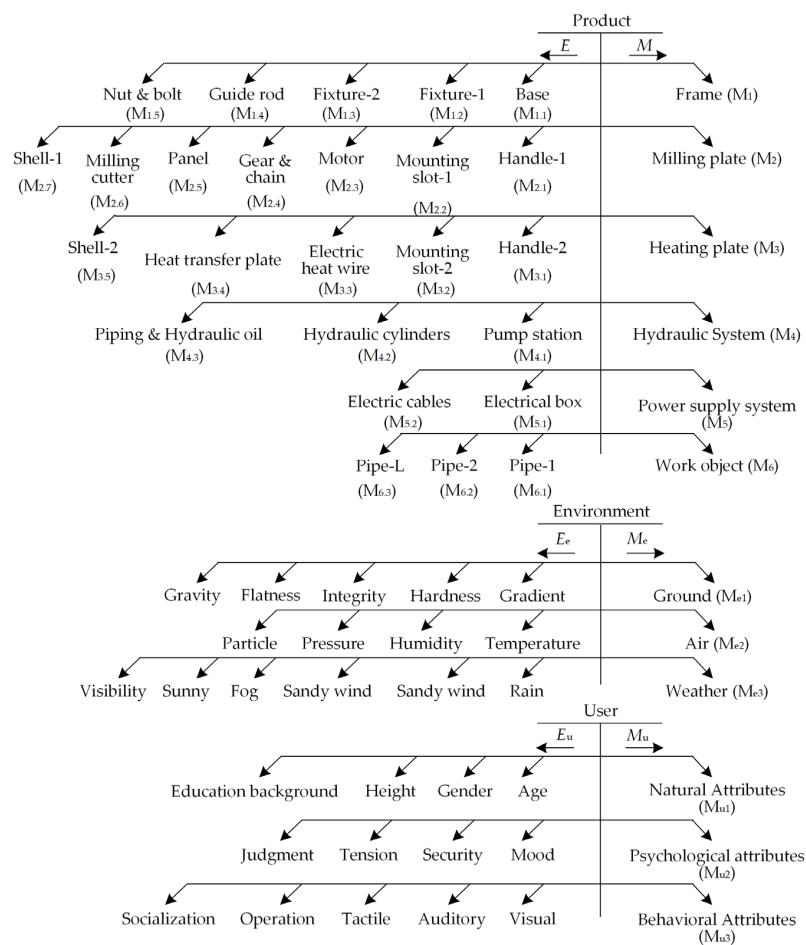 Product
E M
Nut & bolt Guide rod Fixture-2 Fixture-1 Base Frame (M1)
(M1.5) (M1.4) (M1.3) (M1.2) (M1.1)
Shell-1 Milling Panel Gear & Motor Mounting Handle-1 Milling plate (M2)
cutter chain slot-1
(M2.7) (M2.6) (M2.5) (M2.4) (M2.3) (M2.2) (M2.1)
Shell-2 Heat transfer plate Electric Mounting Handle-2 Heating plate (M3)
heat wire slot-2
(M3.5) (M3.4) (M3.3) (M3.2) (M3.1)
Piping & Hydraulic oil Hydraulic cylinders Pump station Hydraulic System (M4)
(M4.3) (M4.2) (M4.1)
Electric cables Electrical box Power supply system
(M5.2) (M5.1) (M5)
Pipe-L Pipe-2 Pipe-1 Work object (M6)
(M6.3) (M6.2) (M6.1)
Environment
Ee Me
Gravity Flatness Integrity Hardness Gradient Ground (Me1)
Particle Pressure Humidity Temperature Air (Me2)
Visibility Sunny Fog Sandy wind Sandy wind Rain Weather (Me3)
User
Eu Mu
Education background Height Gender Age Natural Attributes
(Mu1)
Judgment Tension Security Mood Psychological attributes
(Mu2)
Socialization Operation Tactile Auditory Visual Behavioral Attributes
(Mu3)